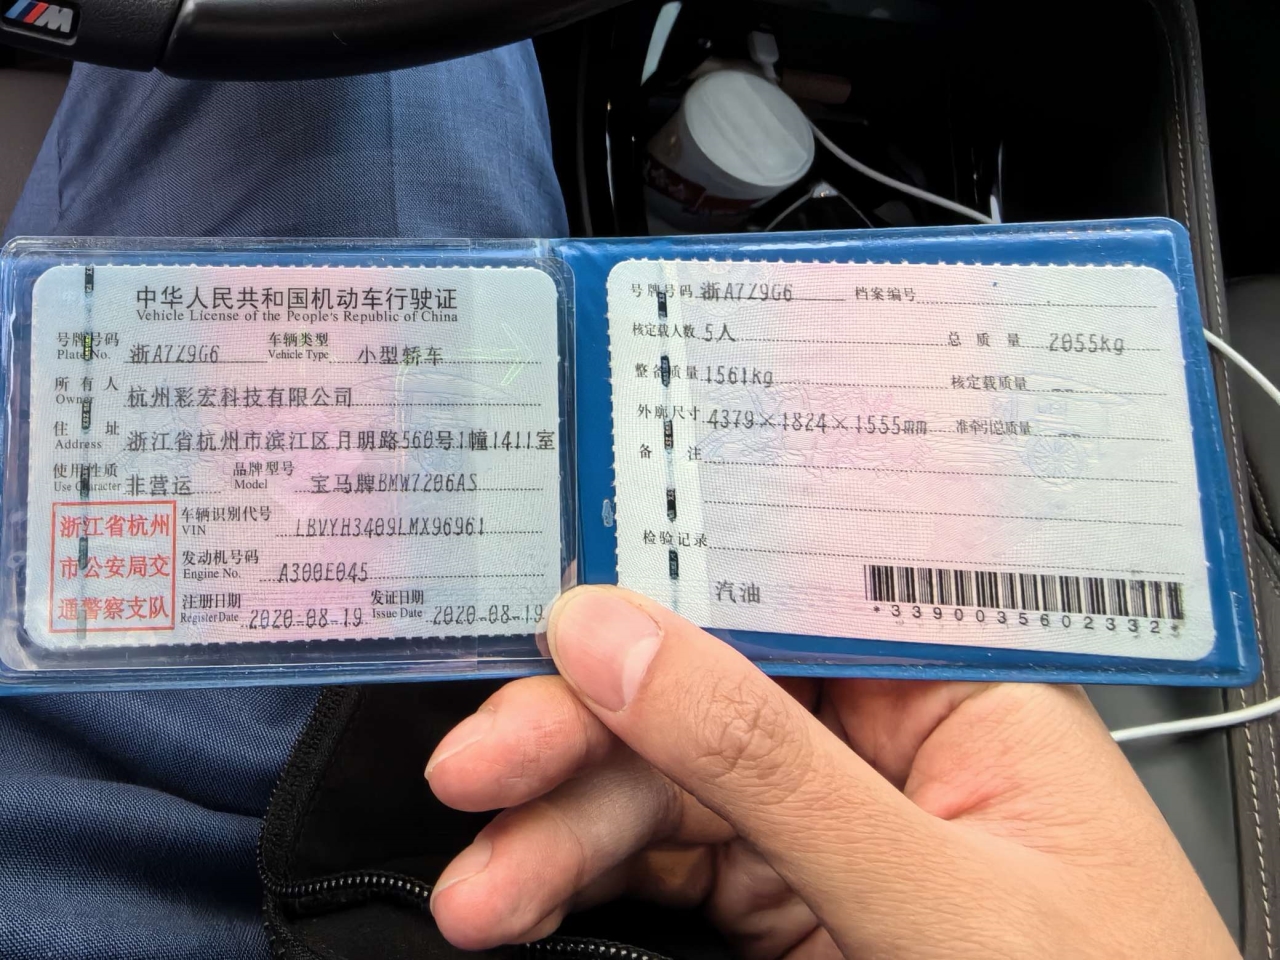 中华人民共和国机动车行驶证
Vehicle License of the People's Republic of China
号牌号码 浙A7Z9G6 车辆类型 小型轿车
Plate No. Vehicle Type
所有人 杭州彩宏科技有限公司
Owner
住址 浙江省杭州市滨江区月明路560号1幢1411室
Address
使用性质 非营运 品牌型号 宝马牌BMW7206AS
Use Character Model
浙江省杭州
市公安局交
通警察支队
车辆识别代号 LBVYH3409LMX96961
VIN
发动机号码 A300E045
Engine No.
注册日期 2020-08-19 发证日期 2020-08-19
Register Date Issue Date
号牌号码 浙A7Z9G6 档案编号
核定载人数 5人 总质量 2055kg
整备质量 1561kg 核定载质量 --
外廓尺寸 4379×1824×1555mm 准牵引总质量 --
备注
检验记录
汽油
*3390035602332*
M